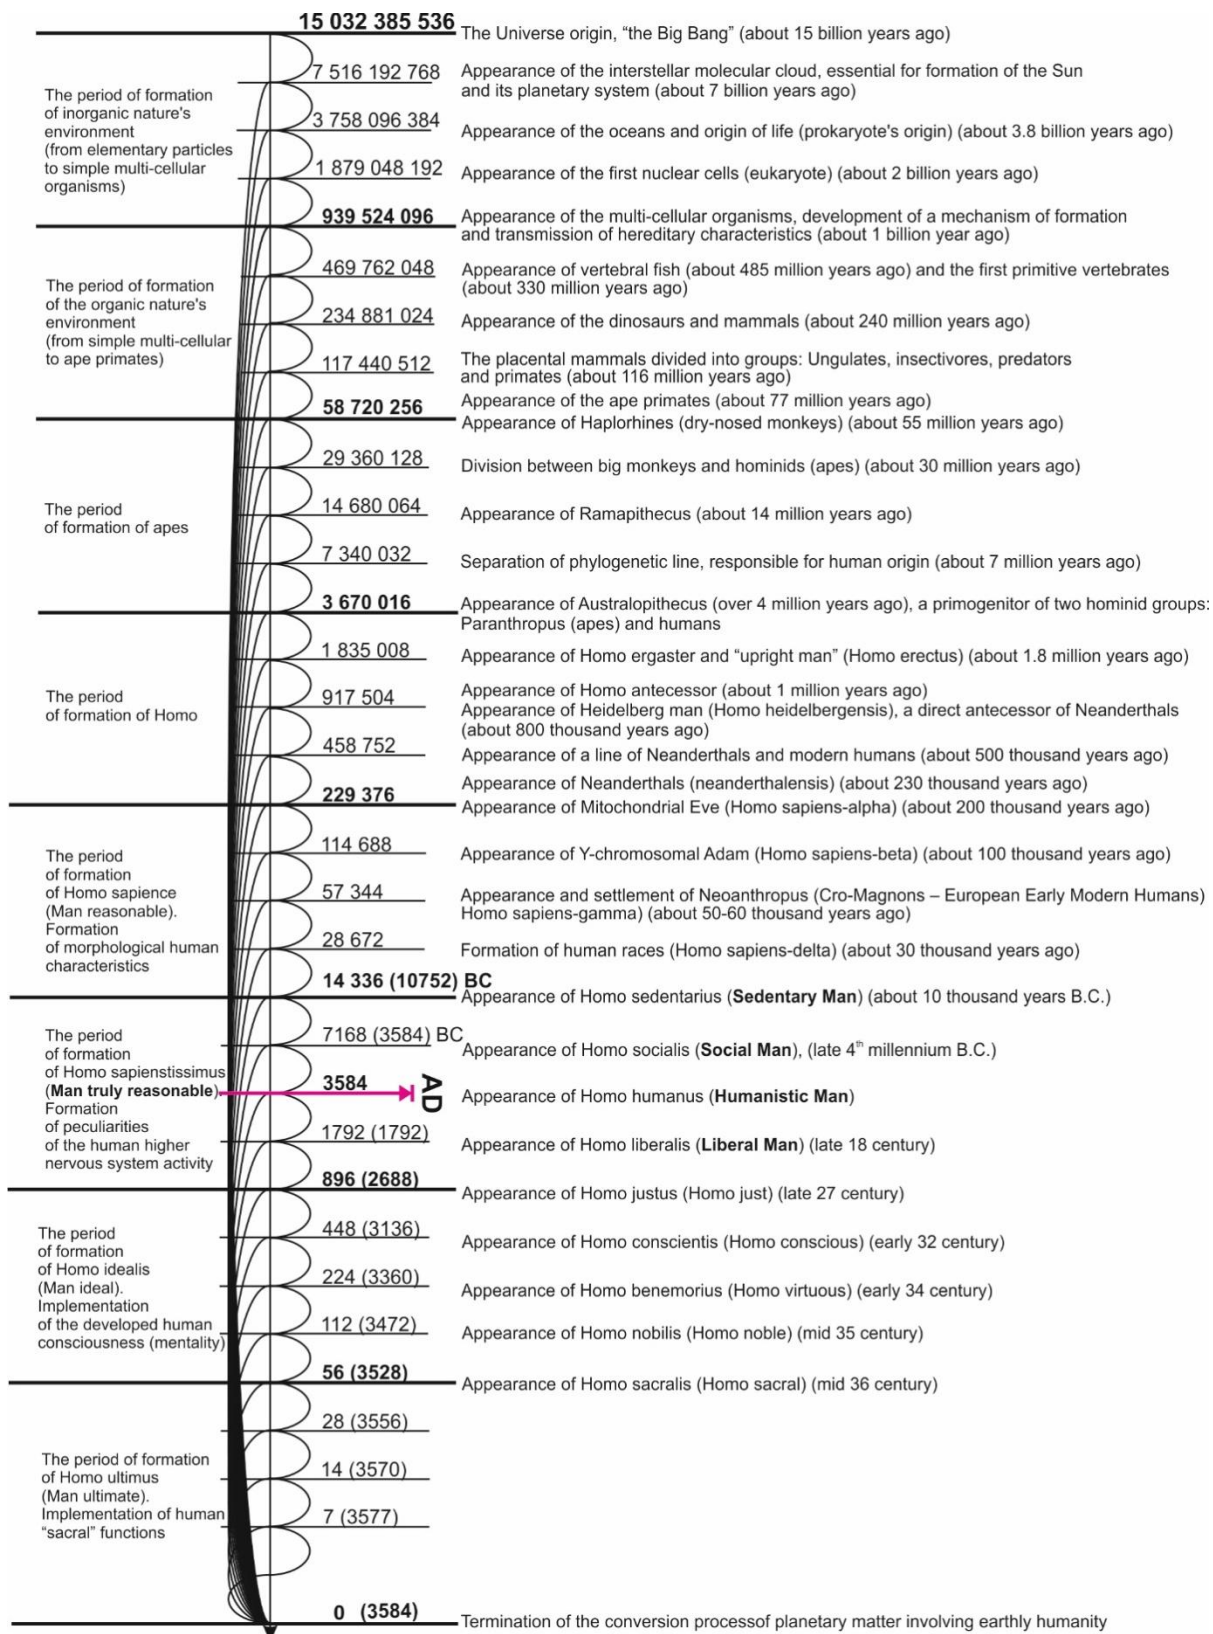 15 032 385 536
The Universe origin, “the Big Bang” (about 15 billion years ago)
The period of formation
of inorganic nature's
environment
(from elementary particles
to simple multi-cellular
organisms)
7 516 192 768
Appearance of the interstellar molecular cloud, essential for formation of the Sun
and its planetary system (about 7 billion years ago)
3 758 096 384
Appearance of the oceans and origin of life (prokaryote's origin) (about 3.8 billion years ago)
1 879 048 192
Appearance of the first nuclear cells (eukaryote) (about 2 billion years ago)
939 524 096
Appearance of the multi-cellular organisms, development of a mechanism of formation
and transmission of hereditary characteristics (about 1 billion year ago)
The period of formation
of the organic nature's
environment
(from simple multi-cellular
to ape primates)
469 762 048
Appearance of vertebral fish (about 485 million years ago) and the first primitive vertebrates
(about 330 million years ago)
234 881 024
Appearance of the dinosaurs and mammals (about 240 million years ago)
117 440 512
The placental mammals divided into groups: Ungulates, insectivores, predators
and primates (about 116 million years ago)
58 720 256
Appearance of the ape primates (about 77 million years ago)
Appearance of Haplorhines (dry-nosed monkeys) (about 55 million years ago)
The period
of formation of apes
29 360 128
Division between big monkeys and hominids (apes) (about 30 million years ago)
14 680 064
Appearance of Ramapithecus (about 14 million years ago)
7 340 032
Separation of phylogenetic line, responsible for human origin (about 7 million years ago)
3 670 016
Appearance of Australopithecus (over 4 million years ago), a primogenitor of two hominid groups:
Paranthropus (apes) and humans
The period
of formation of Homo
1 835 008
Appearance of Homo ergaster and “upright man” (Homo erectus) (about 1.8 million years ago)
917 504
Appearance of Homo antecessor (about 1 million years ago)
Appearance of Heidelberg man (Homo heidelbergensis), a direct antecessor of Neanderthals
(about 800 thousand years ago)
458 752
Appearance of a line of Neanderthals and modern humans (about 500 thousand years ago)
229 376
Appearance of Neanderthals (neanderthalensis) (about 230 thousand years ago)
Appearance of Mitochondrial Eve (Homo sapiens-alpha) (about 200 thousand years ago)
The period
of formation
of Homo sapience
(Man reasonable).
Formation
of morphological human
characteristics
114 688
Appearance of Y-chromosomal Adam (Homo sapiens-beta) (about 100 thousand years ago)
57 344
Appearance and settlement of Neoanthropus (Cro-Magnons – European Early Modern Humans)
Homo sapiens-gamma) (about 50-60 thousand years ago)
28 672
Formation of human races (Homo sapiens-delta) (about 30 thousand years ago)
14 336 (10752) BC
Appearance of Homo sedentarius (Sedentary Man) (about 10 thousand years B.C.)
The period
of formation
of Homo sapienstissimus
(Man truly reasonable).
Formation
of peculiarities
of the human higher
nervous system activity
7168 (3584) BC
Appearance of Homo socialis (Social Man), (late 4th millennium B.C.)
3584
AD
Appearance of Homo humanus (Humanistic Man)
1792 (1792)
Appearance of Homo liberalis (Liberal Man) (late 18 century)
896 (2688)
Appearance of Homo justus (Homo just) (late 27 century)
The period
of formation
of Homo idealis
(Man ideal).
Implementation
of the developed human
consciousness (mentality)
448 (3136)
Appearance of Homo conscientis (Homo conscious) (early 32 century)
224 (3360)
Appearance of Homo benemorius (Homo virtuous) (early 34 century)
112 (3472)
Appearance of Homo nobilis (Homo noble) (mid 35 century)
56 (3528)
Appearance of Homo sacralis (Homo sacral) (mid 36 century)
The period of formation
of Homo ultimus
(Man ultimate).
Implementation of human
“sacral” functions
28 (3556)
14 (3570)
7 (3577)
0 (3584)
Termination of the conversion processof planetary matter involving earthly humanity